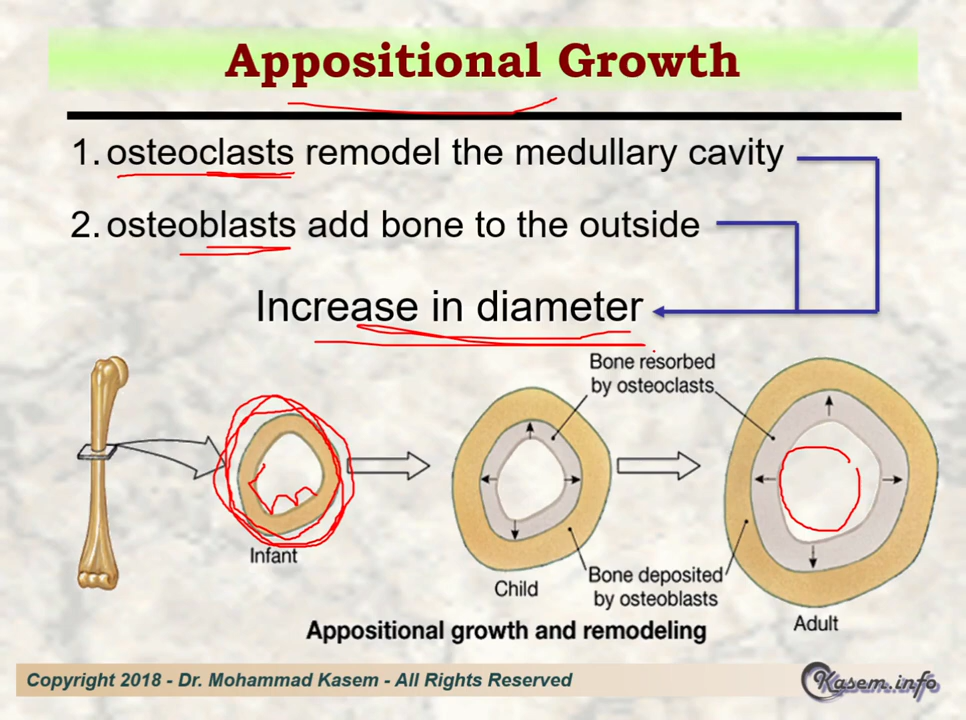 Appositional Growth
1. osteoclasts remodel the medullary cavity
2. osteoblasts add bone to the outside
Increase in diameter
Bone resorbed
by osteoclasts
Infant
Child
Bone deposited
by osteoblasts
Adult
Appositional growth and remodeling
Copyright 2018 - Dr. Mohammad Kasem - All Rights Reserved
Kasem.info